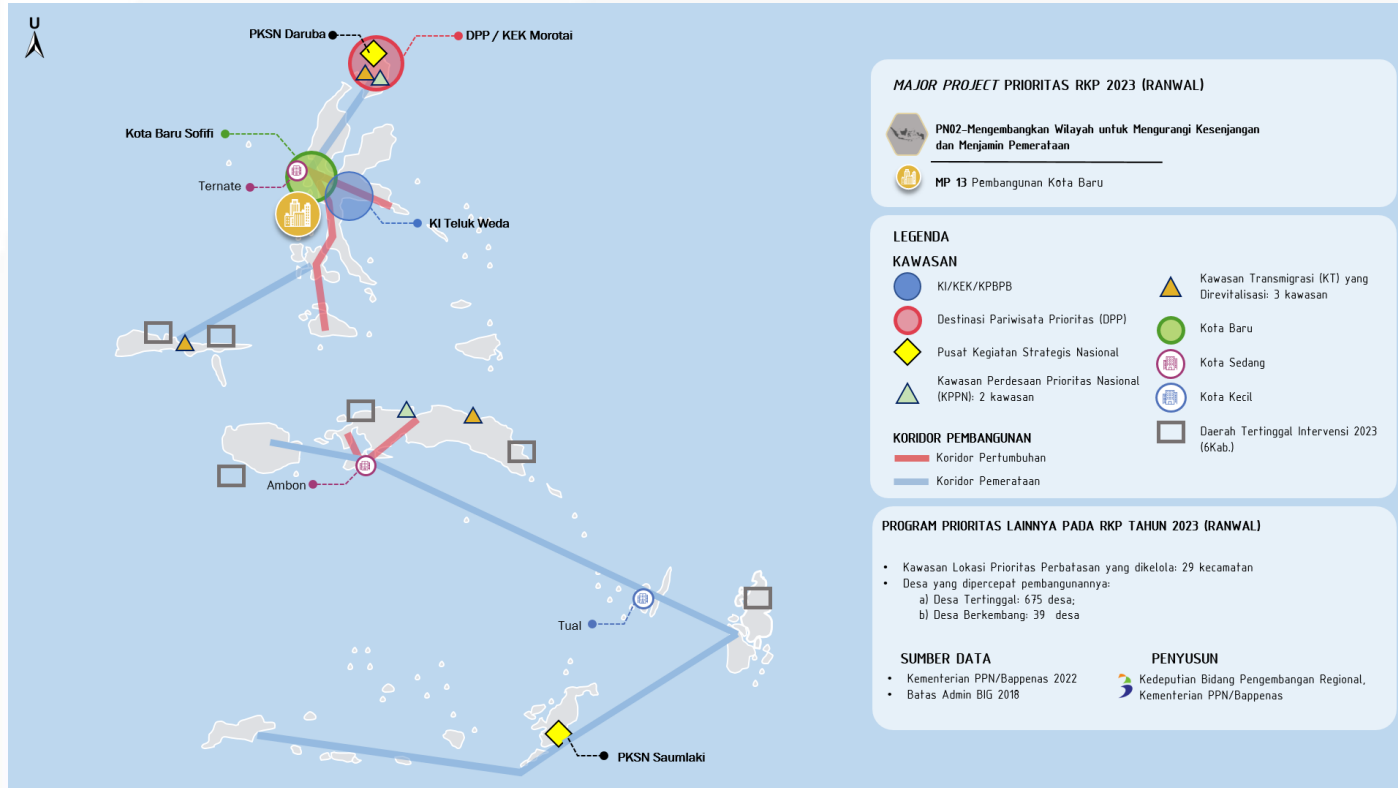 U
PKSN Daruba
DPP / KEK Morotai
Kota Baru Sofifi
Ternate
KI Teluk Weda
Ambon
Tual
PKSN Saumlaki
MAJOR PROJECT PRIORITAS RKP 2023 (RANWAL)
PN02-Mengembangkan Wilayah untuk Mengurangi Kesenjangan
dan Menjamin Pemerataan
MP 13 Pembangunan Kota Baru
LEGENDA
KAWASAN
KI/KEK/KPBPB
Destinasi Pariwisata Prioritas (DPP)
Pusat Kegiatan Strategis Nasional
Kawasan Perdesaan Prioritas Nasional
(KPPN): 2 kawasan
Kawasan Transmigrasi (KT) yang
Direvitalisasi: 3 kawasan
Kota Baru
Kota Sedang
Kota Kecil
Daerah Tertinggal Intervensi 2023
(6Kab.)
KORIDOR PEMBANGUNAN
Koridor Pertumbuhan
Koridor Pemerataan
PROGRAM PRIORITAS LAINNYA PADA RKP TAHUN 2023 (RANWAL)
• Kawasan Lokasi Prioritas Perbatasan yang dikelola: 29 kecamatan
• Desa yang dipercepat pembangunannya:
a) Desa Tertinggal: 675 desa;
b) Desa Berkembang: 39 desa
SUMBER DATA
• Kementerian PPN/Bappenas 2022
• Batas Admin BIG 2018
PENYUSUN
Kedeputian Bidang Pengembangan Regional,
Kementerian PPN/Bappenas